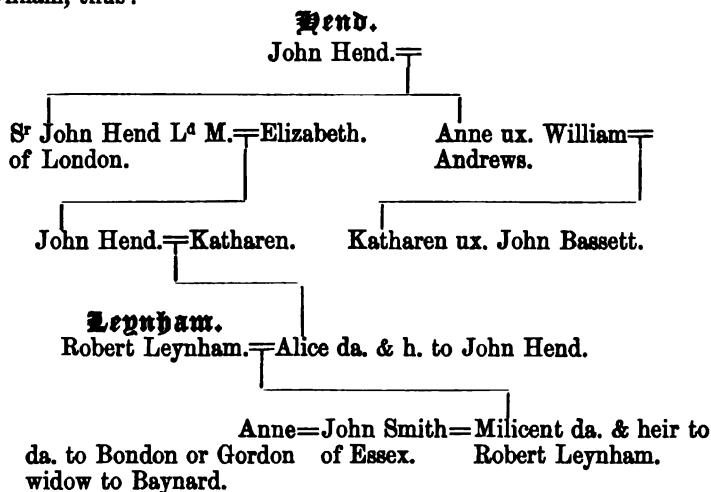 thus:
Hend.
John Hend.
Sr John Hend Ld M.=Elizabeth. Anne ux. William
of London. Andrews.
John Hend.=Katharen. Katharen ux. John Bassett.
Leynham.
Robert Leynham.=Alice da. & h. to John Hend.
Anne=John Smith=Milicent da. & heir to
da. to Bondon or Gordon of Essex. Robert Leynham.
widow to Baynard.